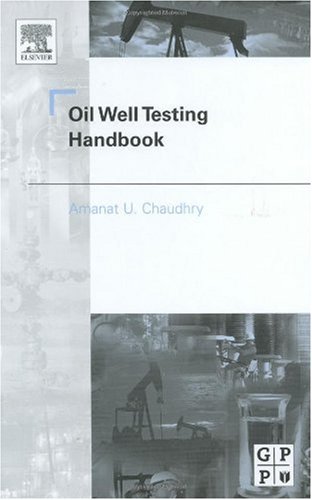 ELSEVIER
Oil Well Testing
Handbook
Amanat U. Chaudhry
G P
P P